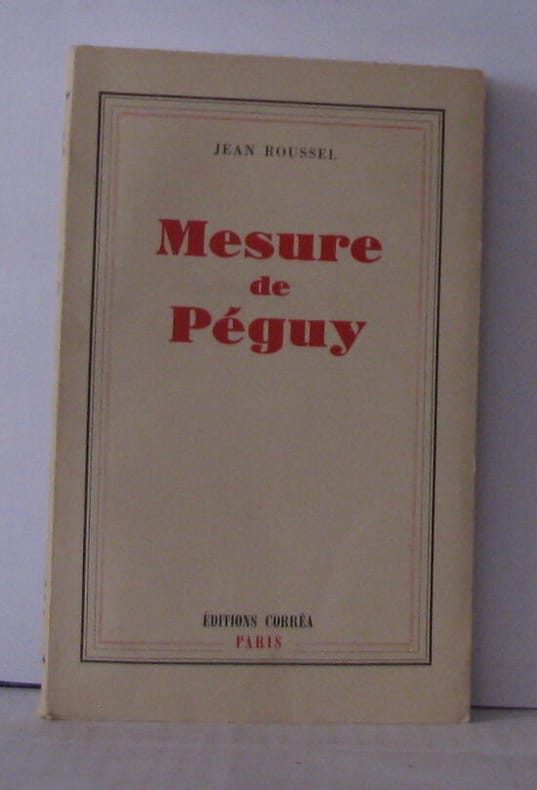 JEAN ROUSSEL
Mesure
de
Péguy
ÉDITIONS CORRÊA
PARIS